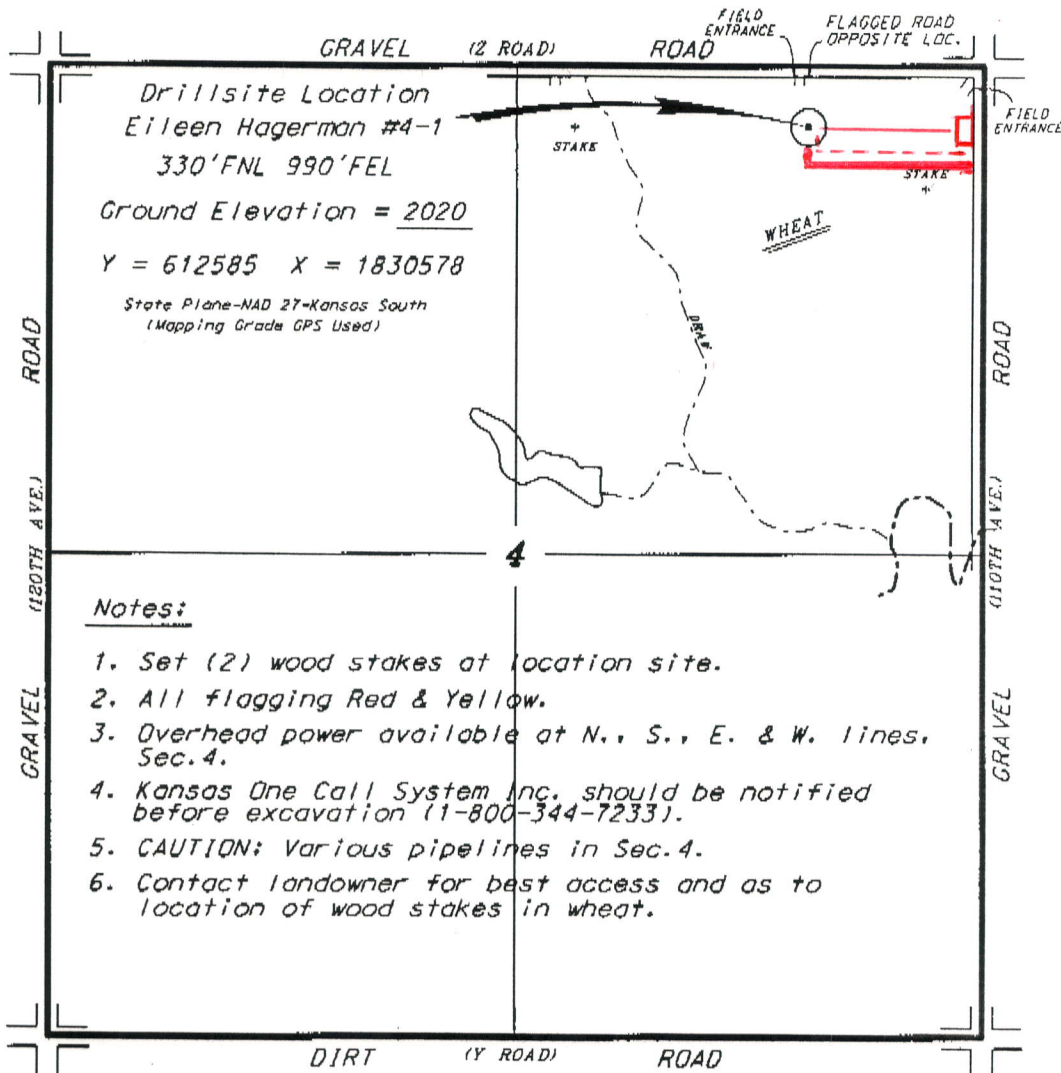 FIELD
ENTRANCE
FLAGGED ROAD
OPPOSITE LOC.
GRAVEL (2 ROAD) ROAD
Drillsite Location
Eileen Hagerman #4-1
330'FNL 990'FEL
Ground Elevation = 2020
Y = 612585 X = 1830578
State Plane-NAD 27-Kansas South
(Mapping Grade GPS Used)
STAKE
FIELD
ENTRANCE
STAKE
WHEAT
DRAW
ROAD
(120TH AVE.)
GRAVEL
ROAD
(110TH AVE.)
GRAVEL
4
Notes:
1. Set (2) wood stakes at location site.
2. All flagging Red & Yellow.
3. Overhead power available at N., S., E. & W. lines,
Sec.4.
4. Kansas One Call System Inc. should be notified
before excavation (1-800-344-7233).
5. CAUTION: Various pipelines in Sec.4.
6. Contact landowner for best access and as to
location of wood stakes in wheat.
DIRT (Y ROAD) ROAD